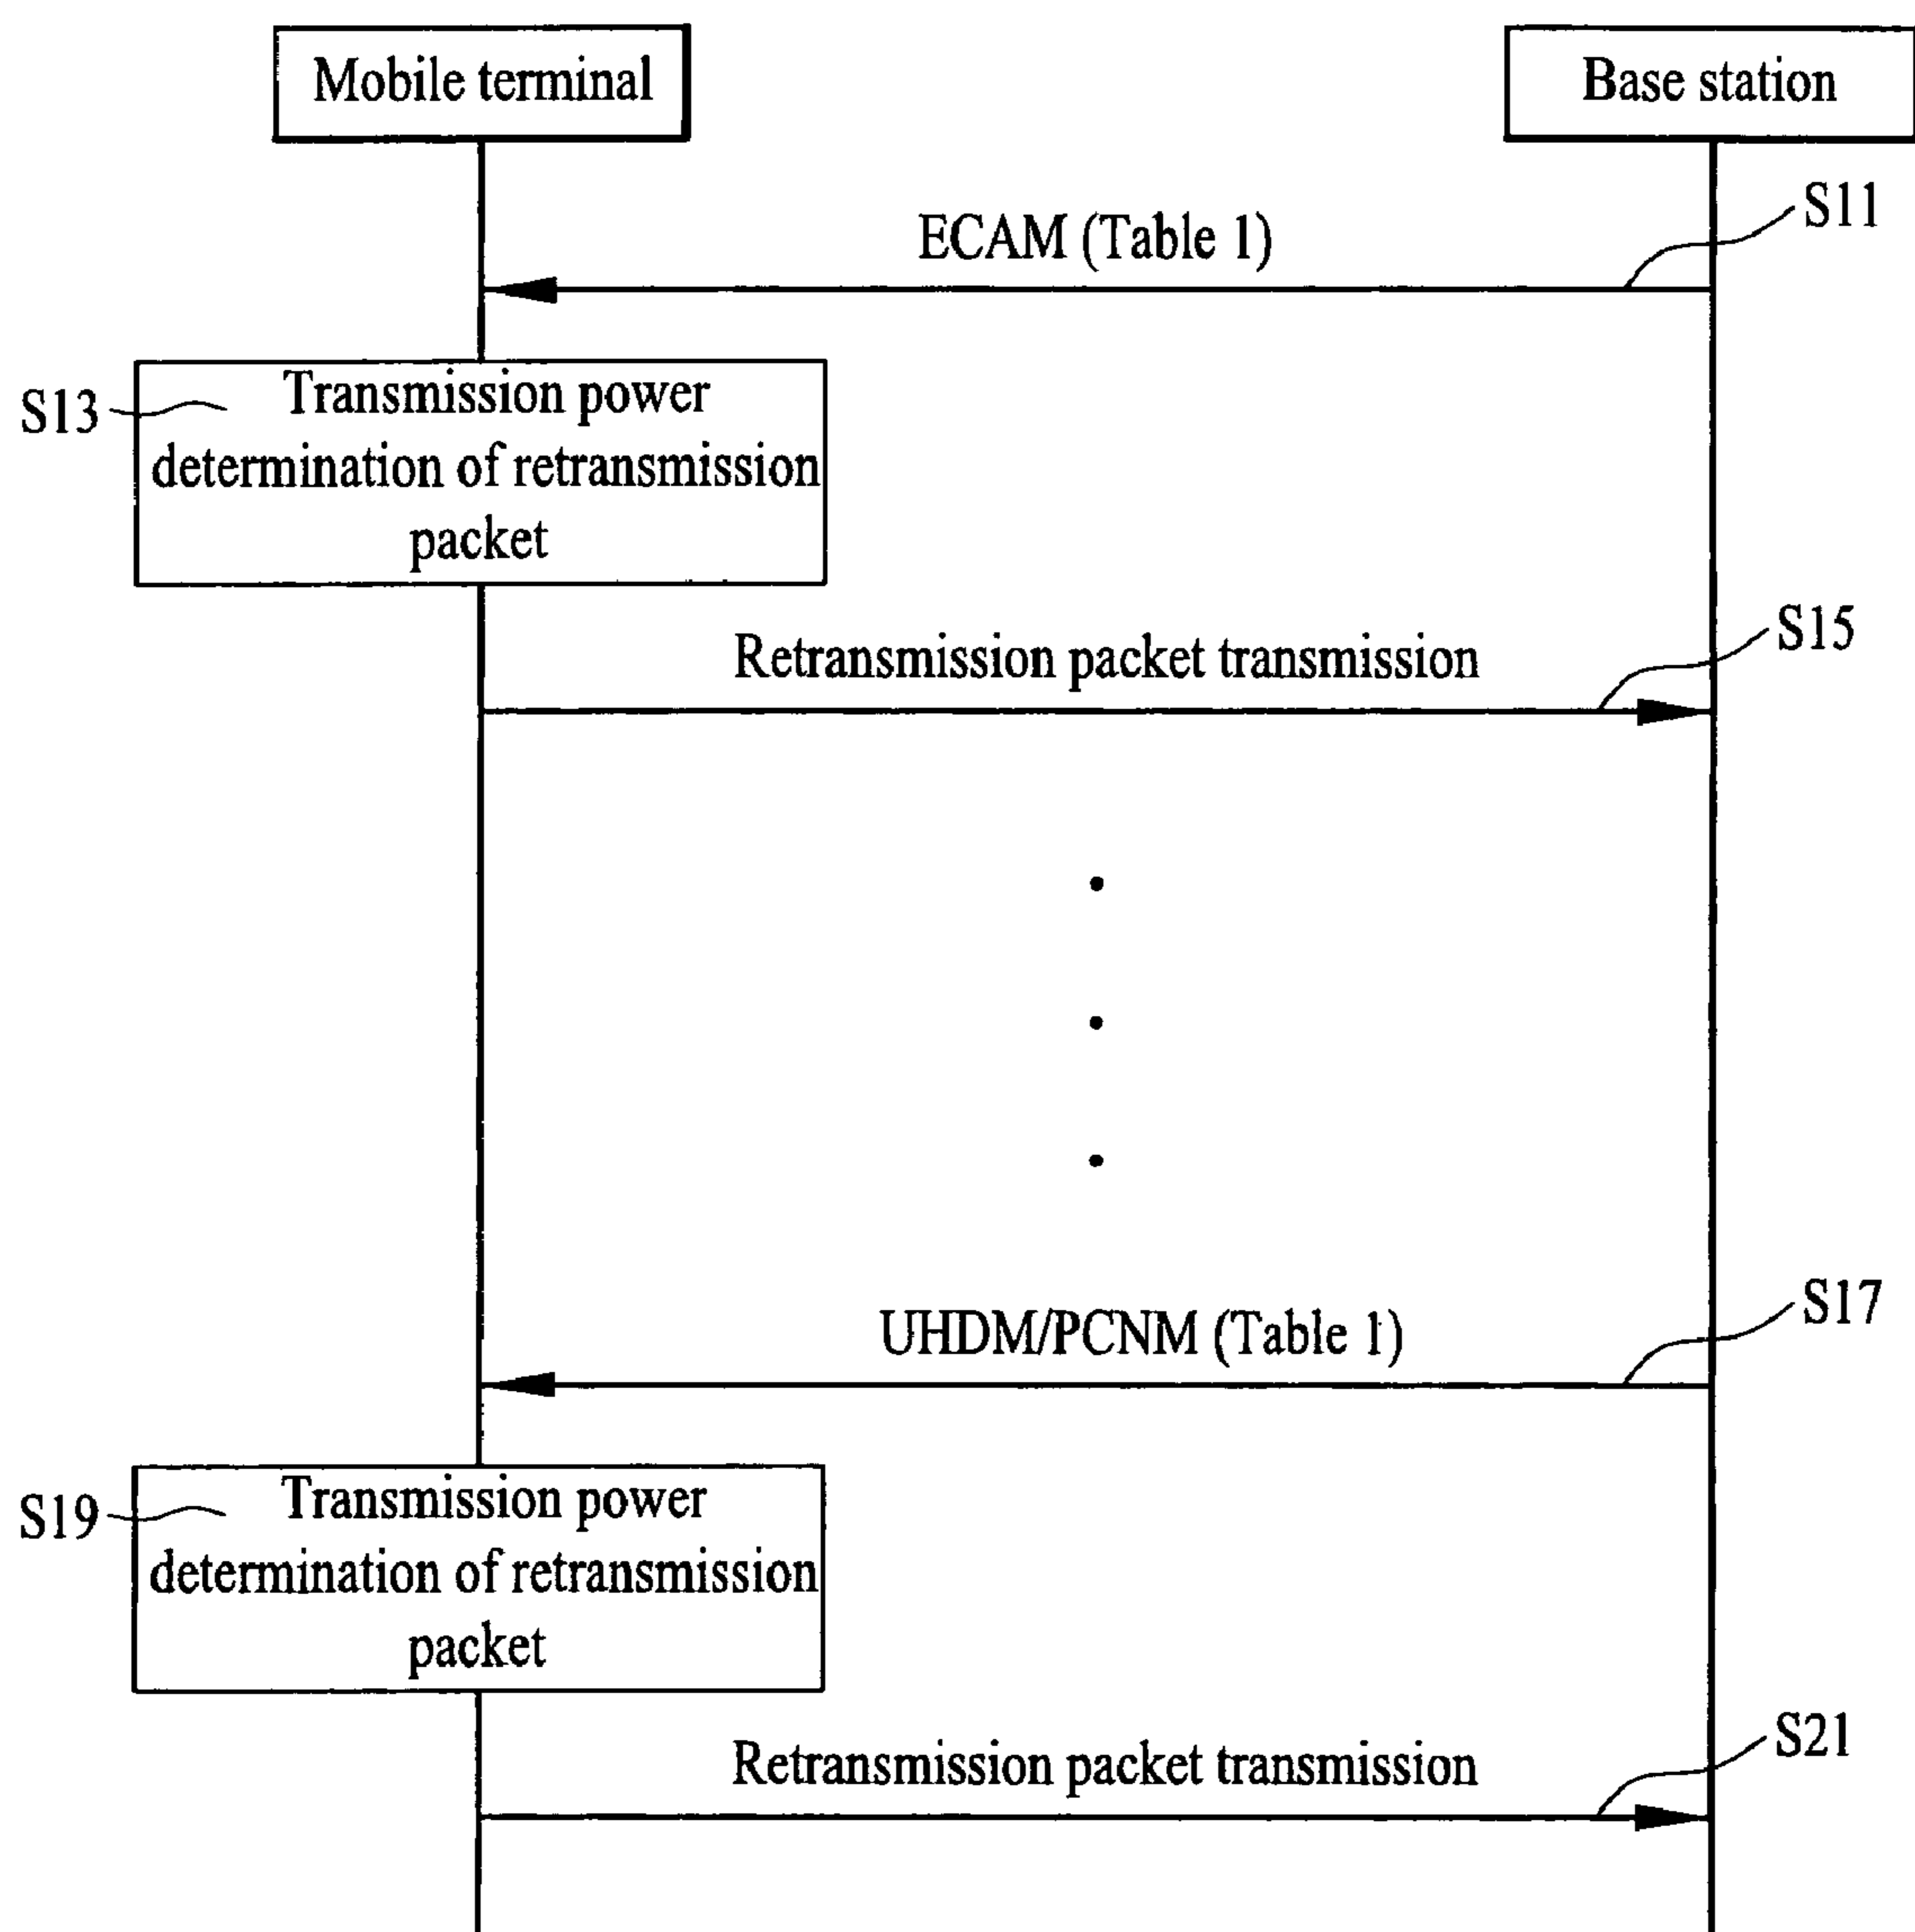 Mobile terminal
Base station
S11
ECAM (Table 1)
S13
Transmission power
determination of retransmission
packet
S15
Retransmission packet transmission
S17
UHDM/PCNM (Table 1)
S19
Transmission power
determination of retransmission
packet
S21
Retransmission packet transmission